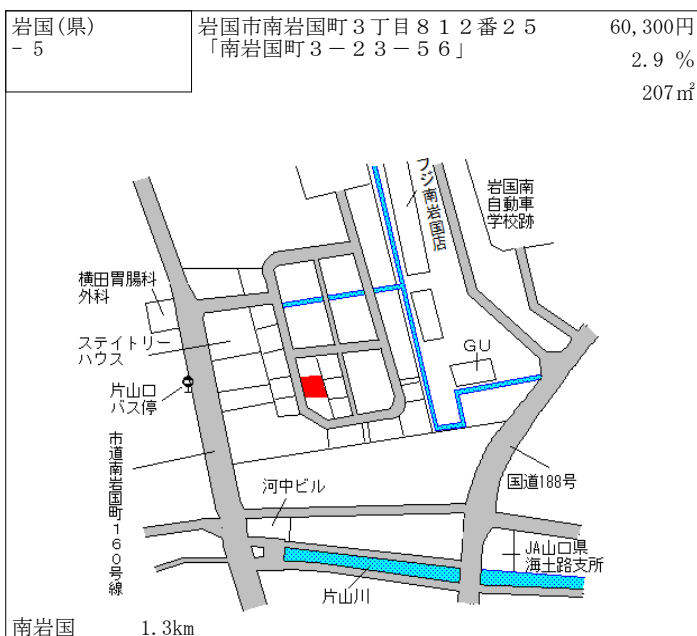 岩国(県)
- 5
岩国市南岩国町３丁目８１２番２５
「南岩国町３－２３－５６」
60,300円
2.9 %
207㎡
フジ南岩国店
岩国南
自動車
学校跡
横田胃腸科
外科
ステイトリー
ハウス
ＧＵ
片山口
バス停
市道南岩国町１６０号線
河中ビル
国道188号
JA山口県
海土路支所
片山川
南岩国 1.3km